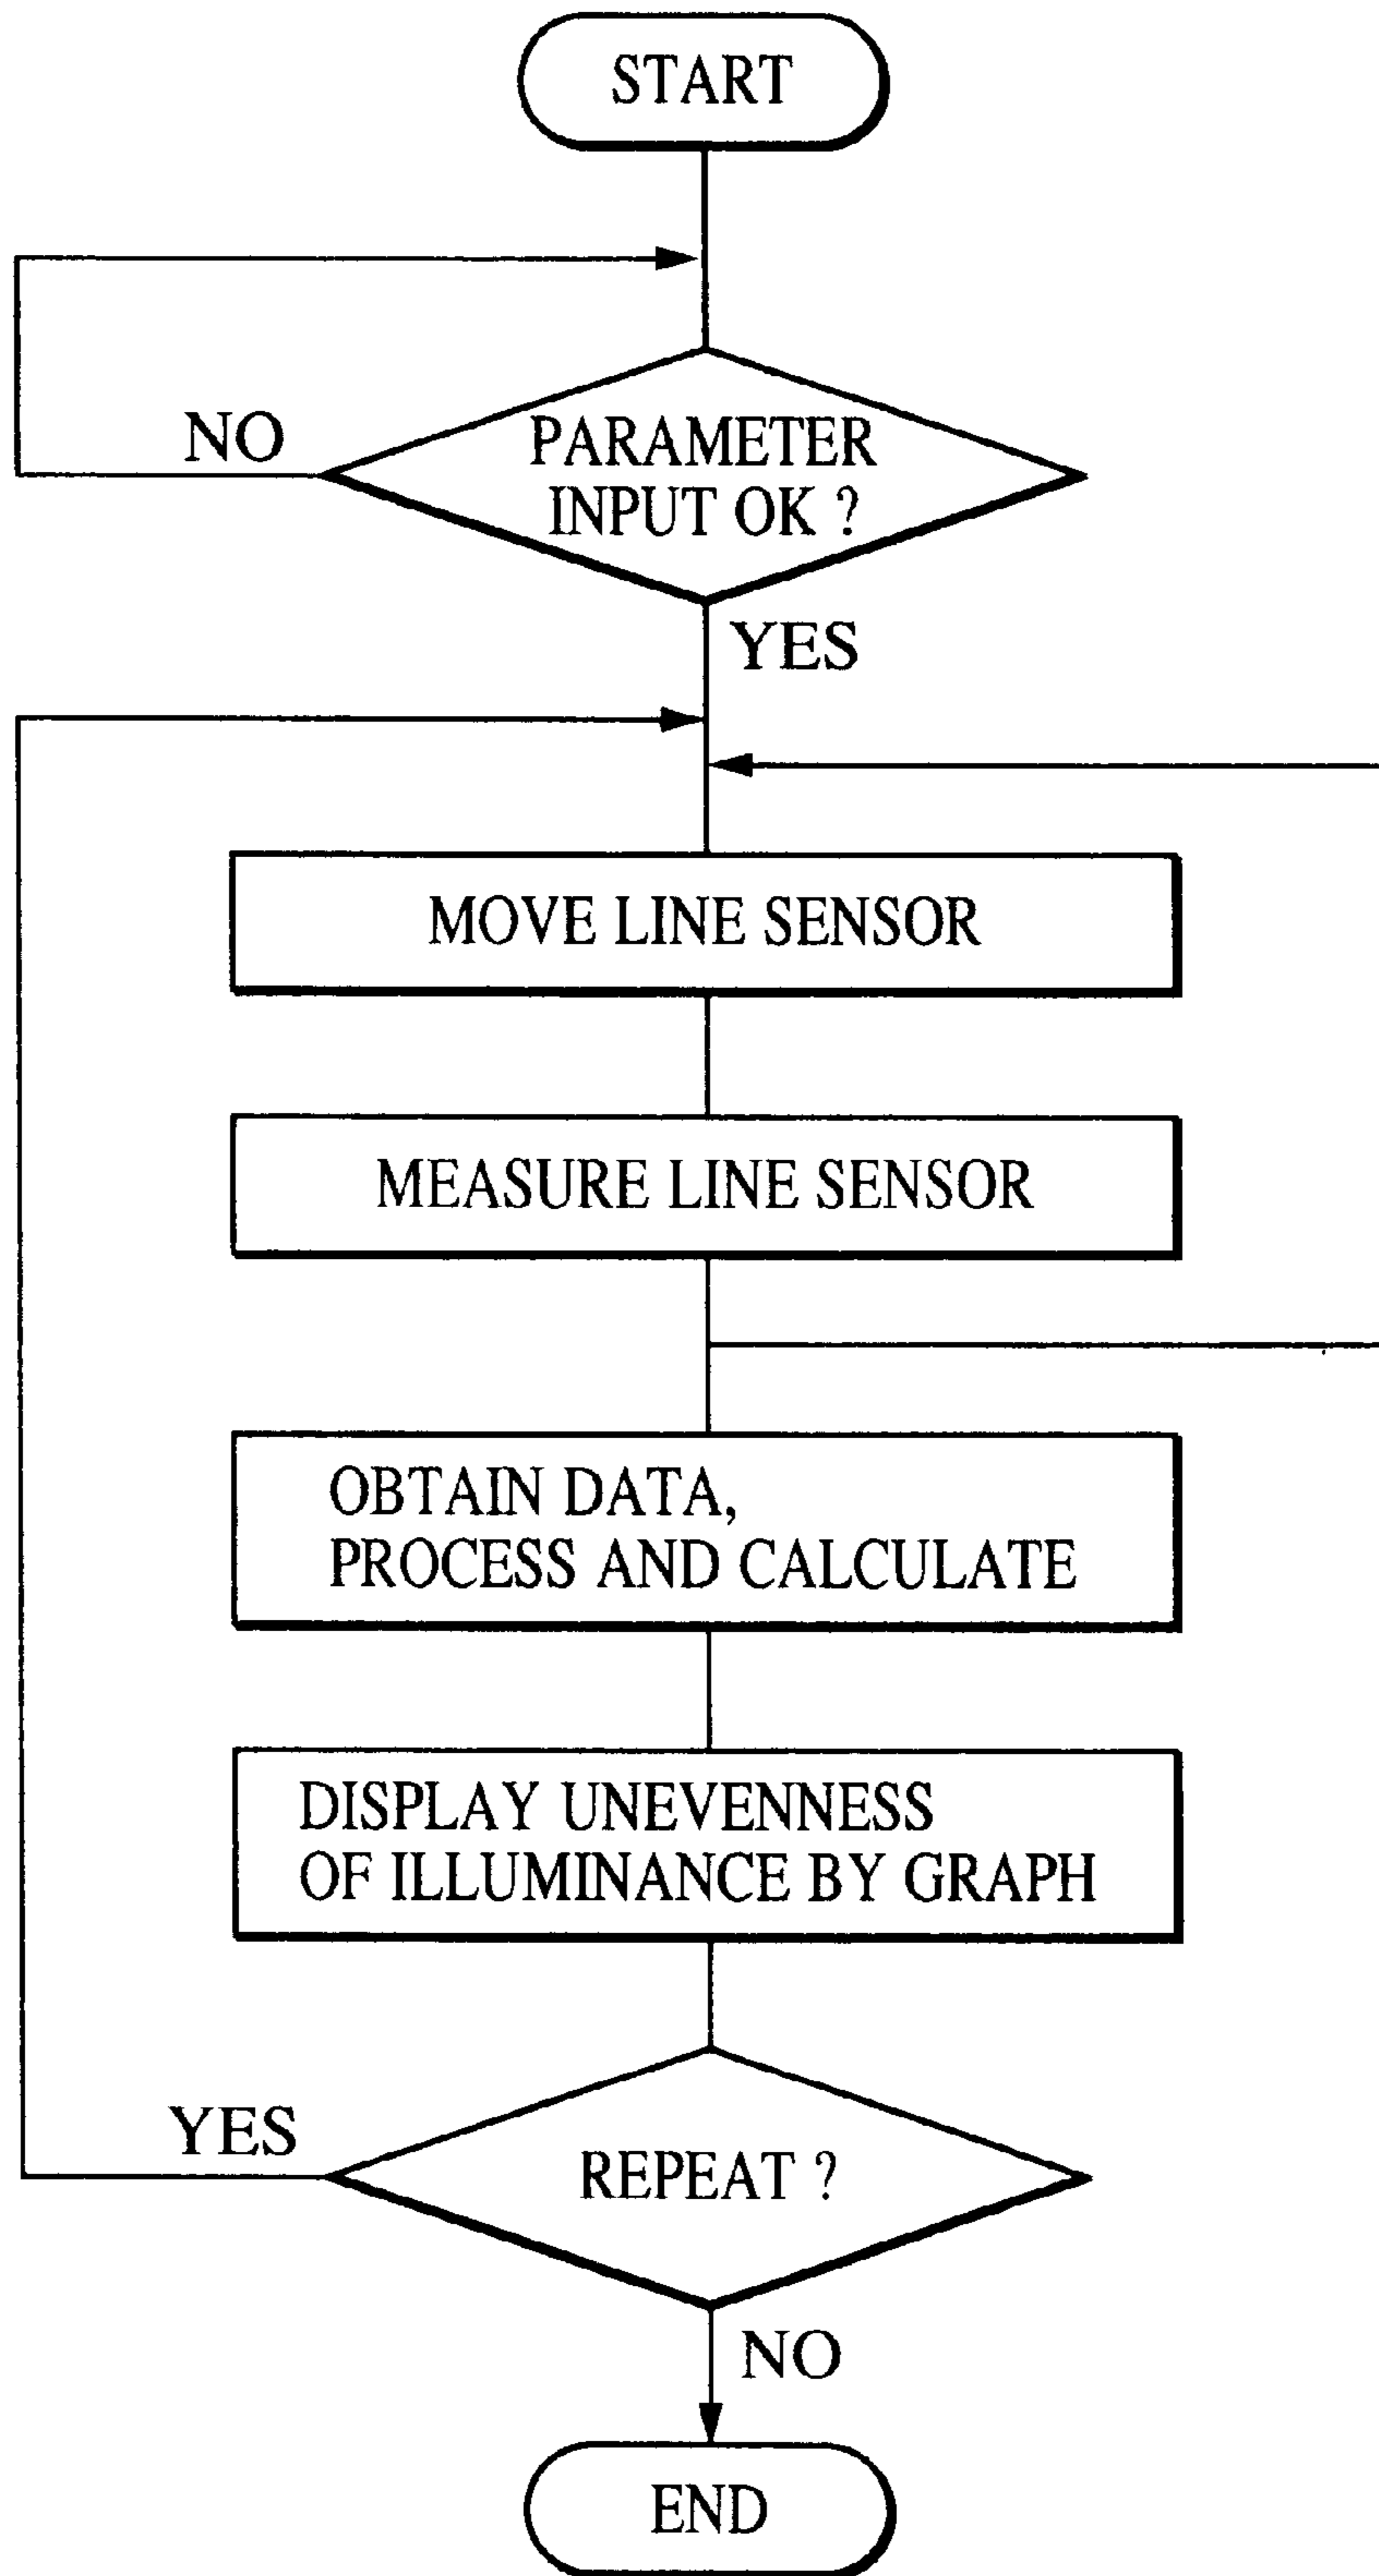 START
NO
PARAMETER
INPUT OK ?
YES
MOVE LINE SENSOR
MEASURE LINE SENSOR
OBTAIN DATA,
PROCESS AND CALCULATE
DISPLAY UNEVENNESS
OF ILLUMINANCE BY GRAPH
YES
REPEAT ?
NO
END